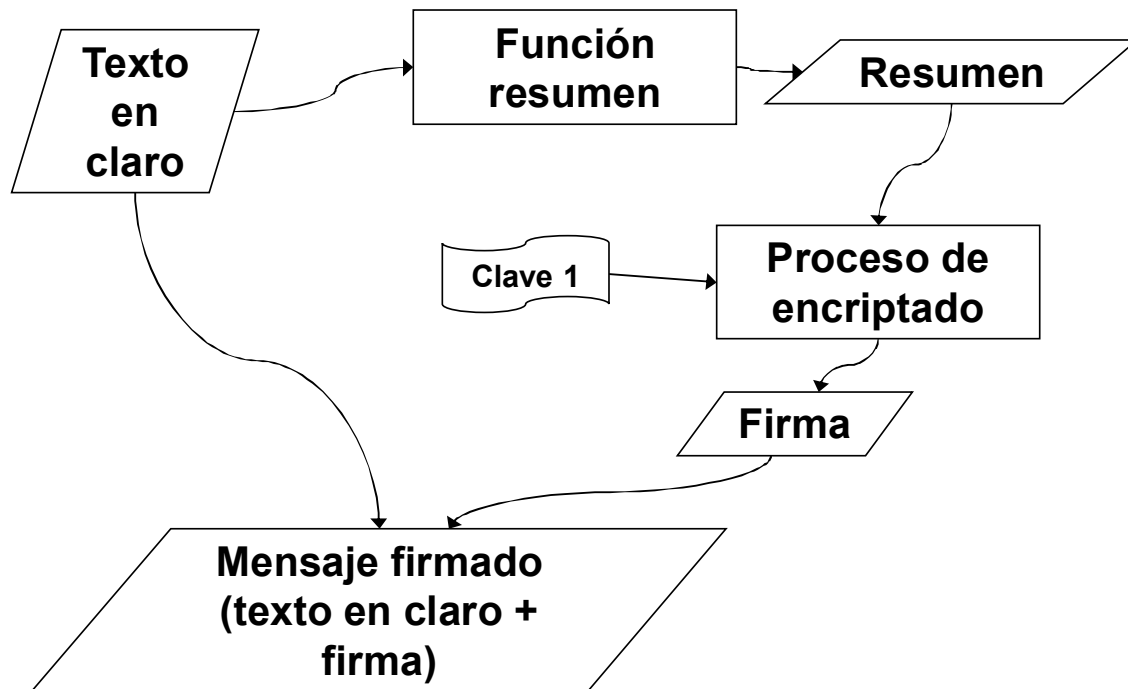 Texto
en
claro
Función
resumen
Resumen
Clave 1
Proceso de
encriptado
Firma
Mensaje firmado
(texto en claro +
firma)